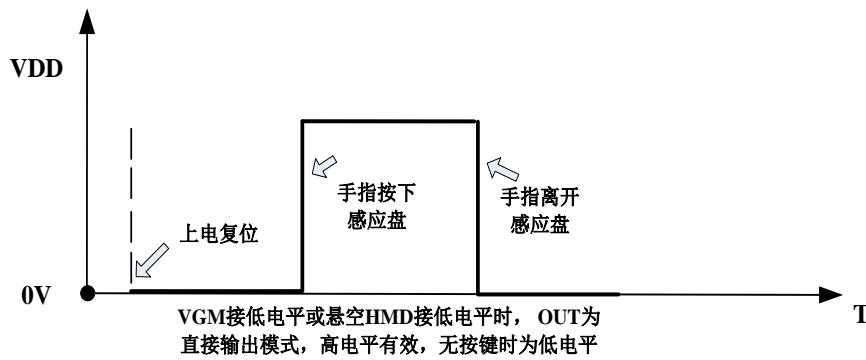 VDD
手指按下
感应盘
手指离开
感应盘
上电复位
0V
T
VGM接低电平或悬空HMD接低电平时， OUT为
直接输出模式，高电平有效，无按键时为低电平